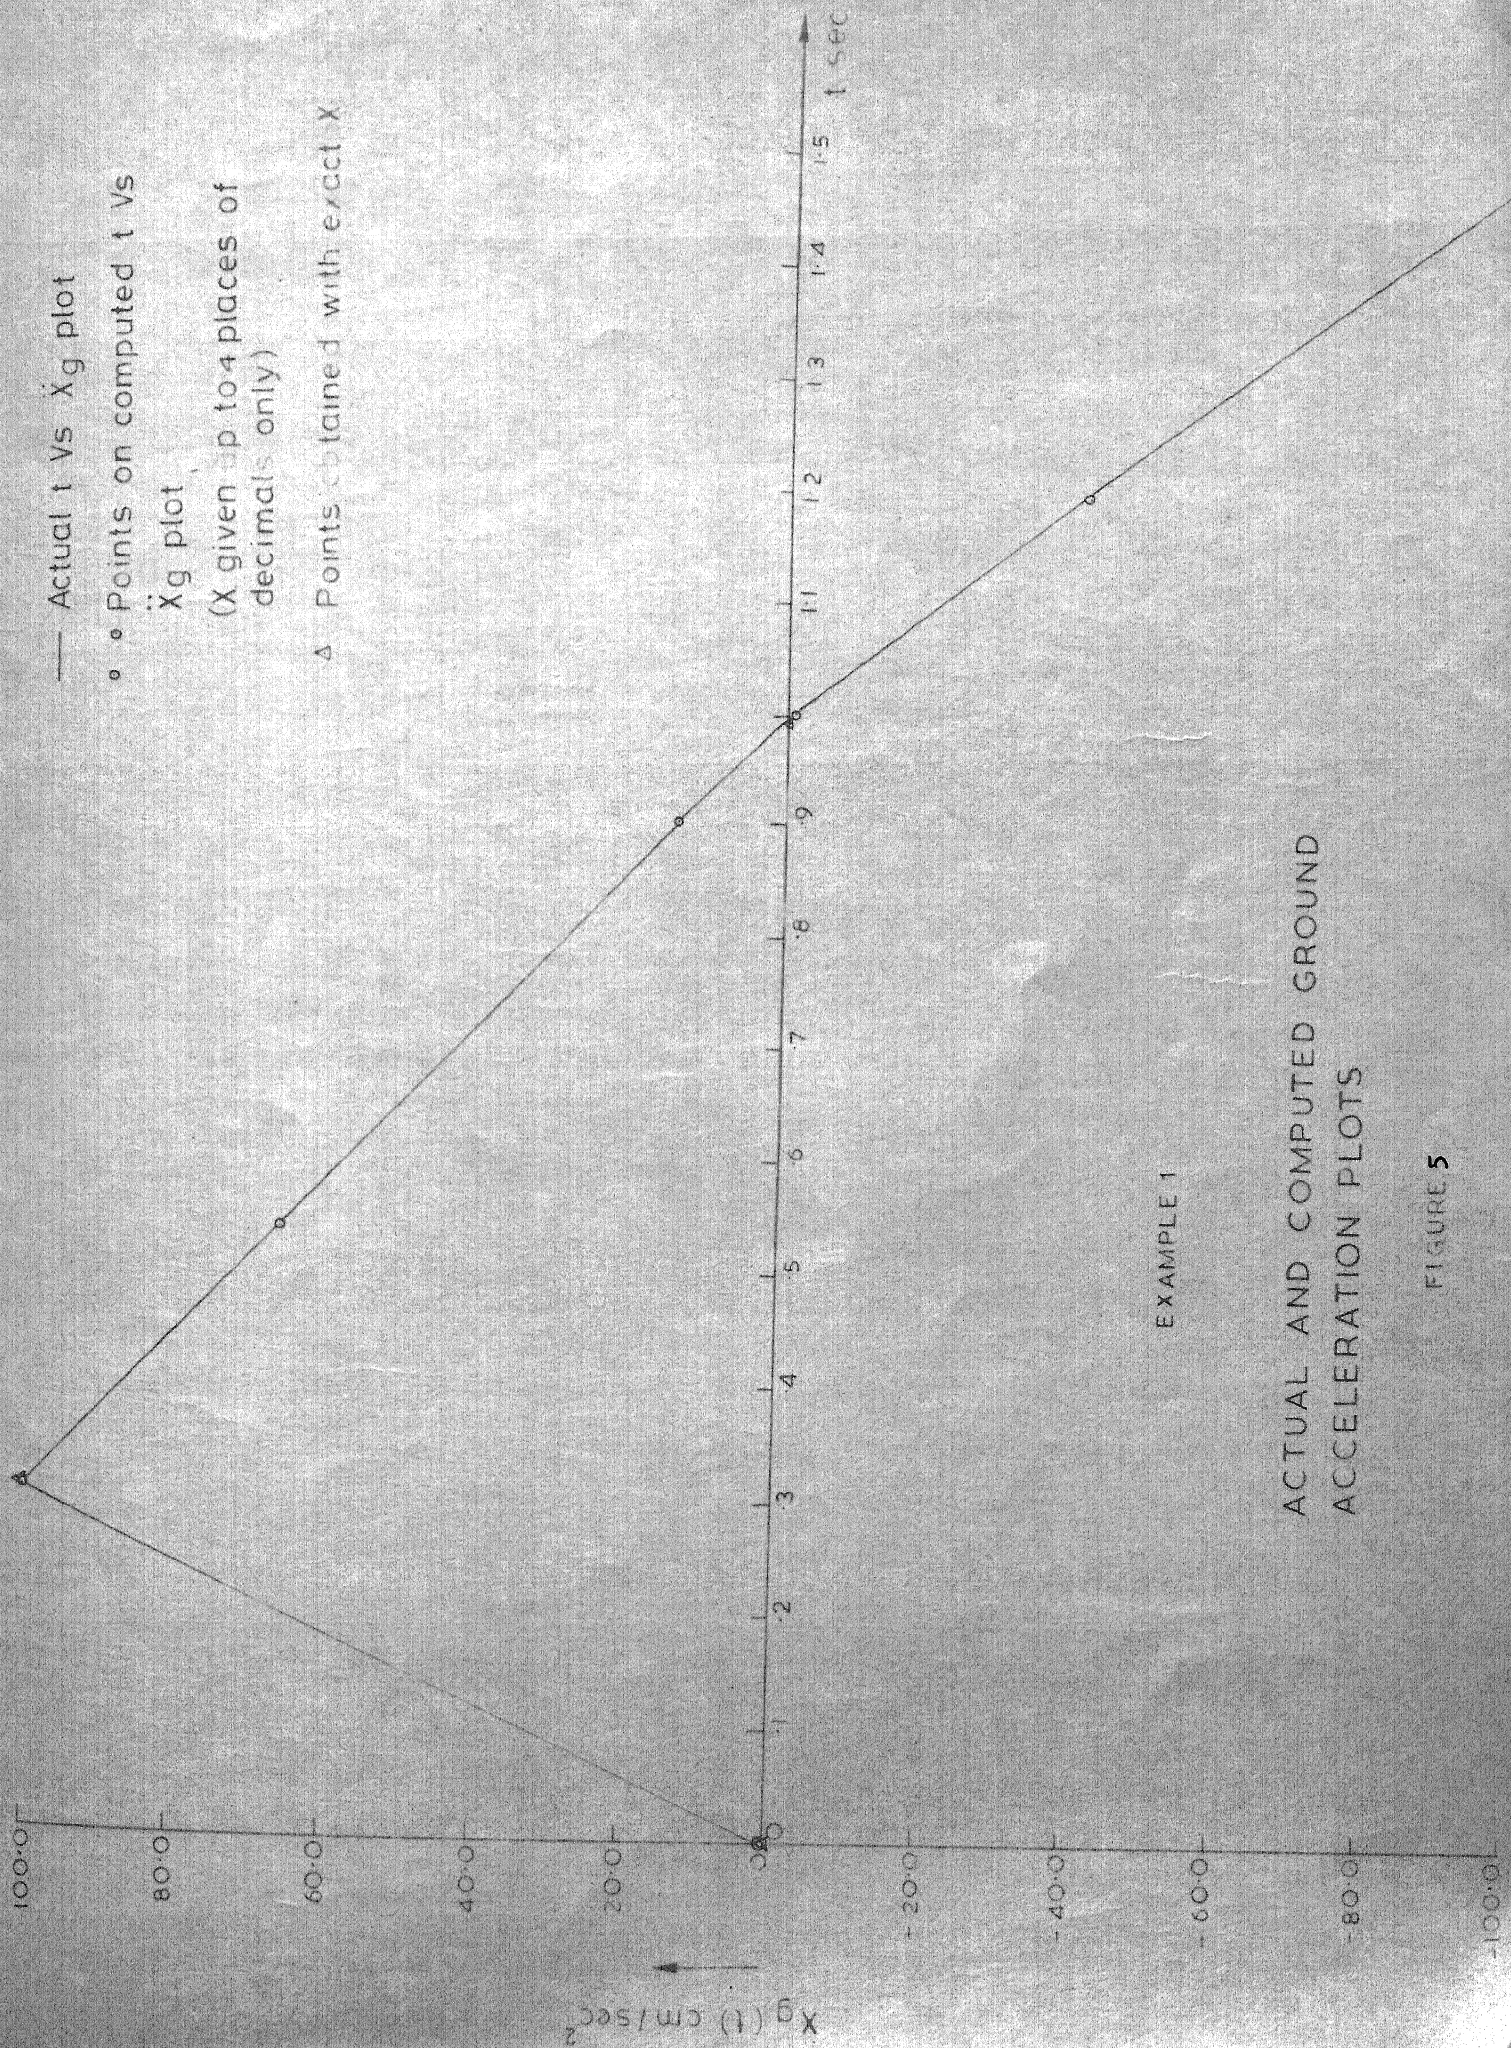 — Actual t Vs Ẍg plot
Points on computed t Vs
Ẍg plot
(X given up to 4 places of
decimals only)
Δ Points obtained with exact X
100·0
80·0
60·0
40·0
20·0
0·0
-20·0
-40·0
-60·0
-80·0
-100·0
Xg (t) cm/sec²
0 ·1 ·2 ·3 ·4 ·5 ·6 ·7 ·8 ·9 1 1·1 1·2 1·3 1·4 1·5 t sec
EXAMPLE 1
ACTUAL AND COMPUTED GROUND
ACCELERATION PLOTS
FIGURE 5